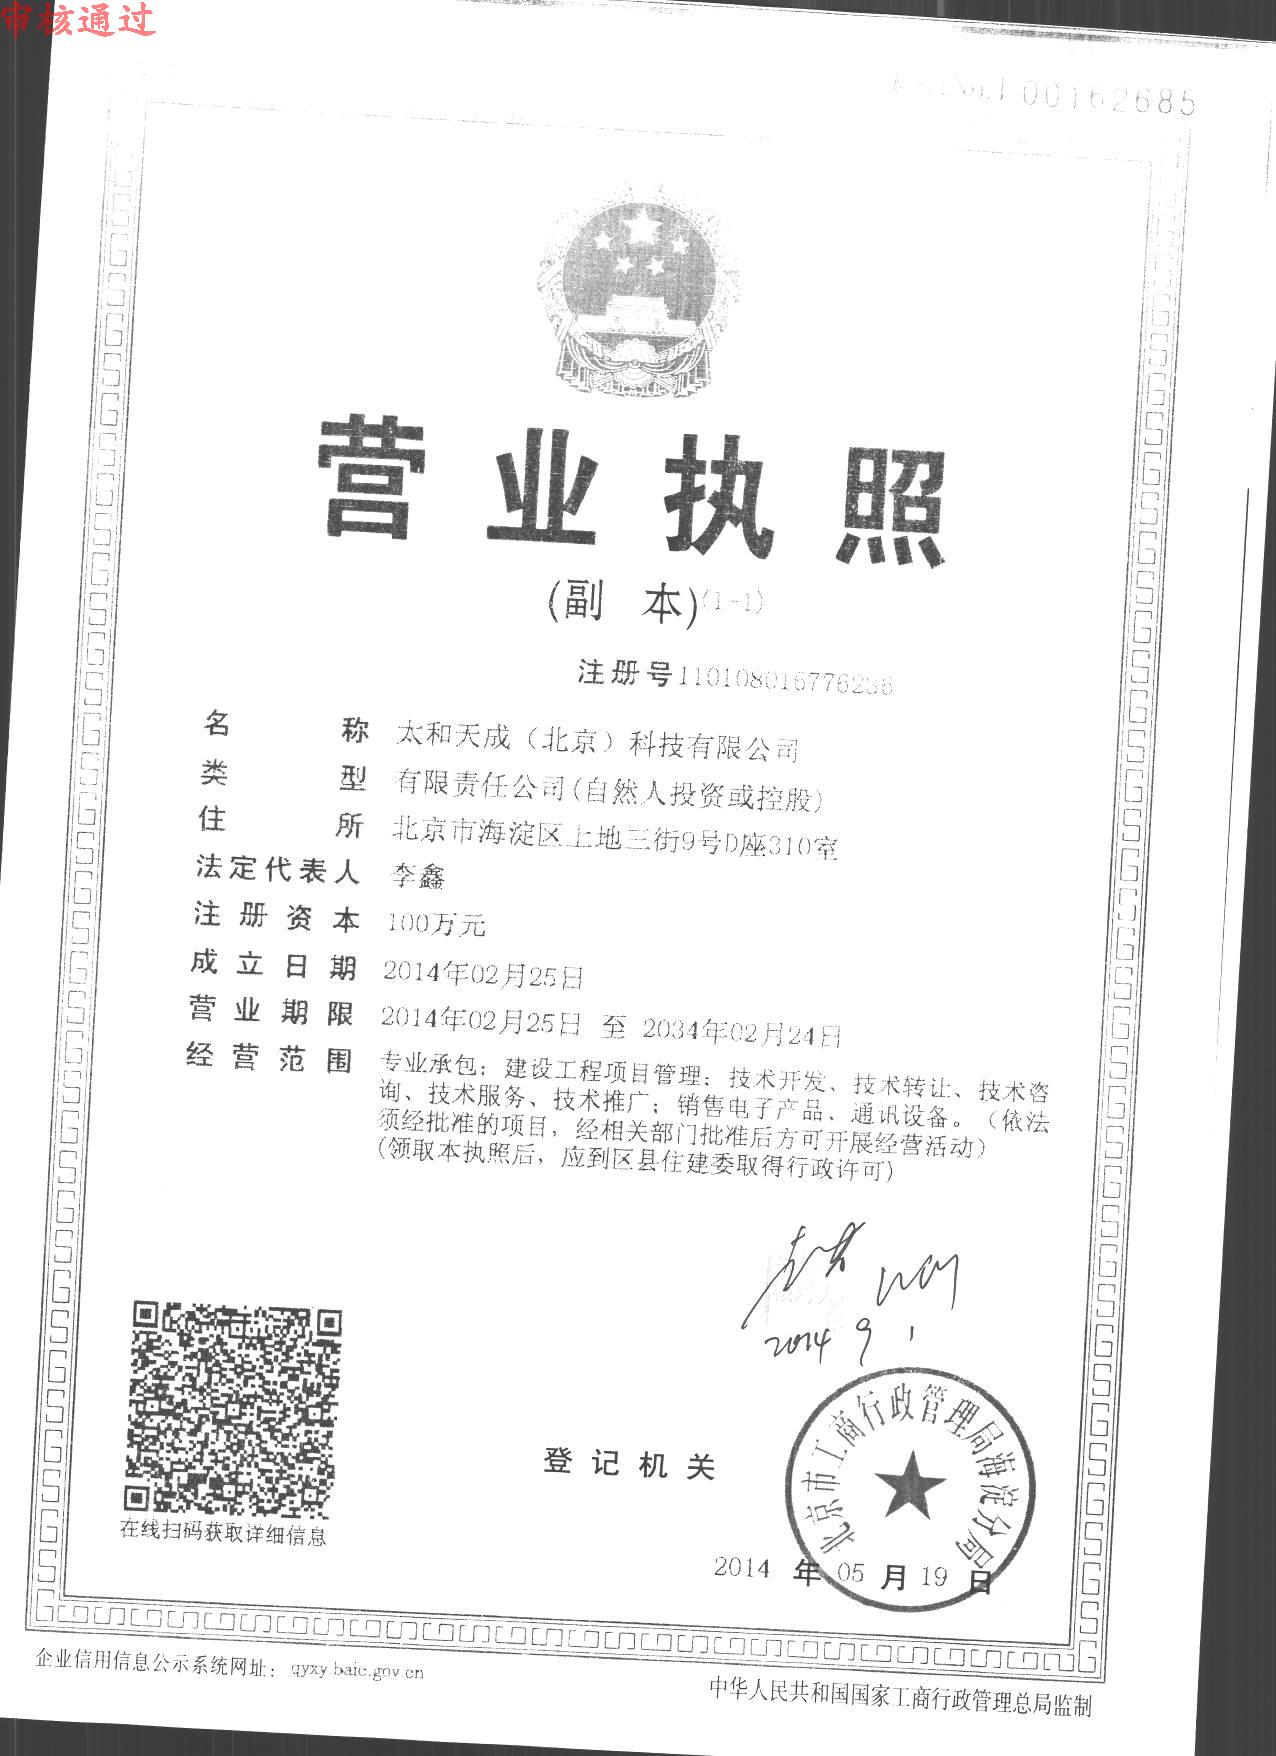 审核通过
No.1 00162685
营业执照
(副 本)(1-1)
注册号110108016776236
名 称 太和天成（北京）科技有限公司
类 型 有限责任公司(自然人投资或控股)
住 所 北京市海淀区上地三街9号D座310室
法定代表人 李鑫
注册资本 100万元
成立日期 2014年02月25日
营业期限 2014年02月25日 至 2034年02月24日
经营范围 专业承包；建设工程项目管理；技术开发、技术转让、技术咨
询、技术服务、技术推广；销售电子产品、通讯设备。（依法
须经批准的项目，经相关部门批准后方可开展经营活动）
(领取本执照后，应到区县住建委取得行政许可)
2014 9 1
北京市工商行政管理局海淀分局
登记机关
在线扫码获取详细信息
2014 年 05 月 19 日
企业信用信息公示系统网址： qyxy.baic.gov.cn
中华人民共和国国家工商行政管理总局监制